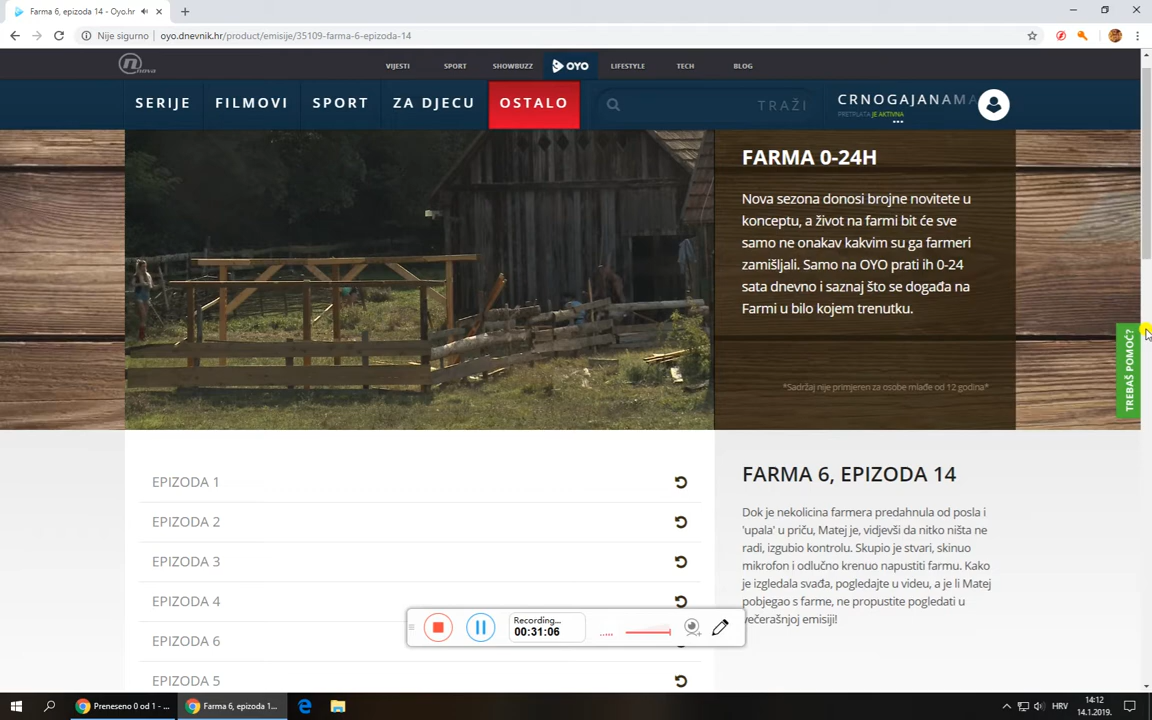 Farma 6, epizoda 14 - Oyo.hr
Nije sigurno
oyo.dnevnik.hr/product/emisije/35109-farma-6-epizoda-14
nova
VIJESTI
SPORT
SHOWBUZZ
OYO
LIFESTYLE
TECH
BLOG
SERIJE
FILMOVI
SPORT
ZA DJECU
OSTALO
TRAŽI
CRNOGAJANAMA
PRETPLATA JE AKTIVNA
FARMA 0-24H
Nova sezona donosi brojne novitete u
konceptu, a život na farmi bit će sve
samo ne onakav kakvim su ga farmeri
zamišljali. Samo na OYO prati ih 0-24
sata dnevno i saznaj što se događa na
Farmi u bilo kojem trenutku.
*Sadržaj nije primjeren za osobe mlađe od 12 godina*
TREBAŠ POMOĆ?
EPIZODA 1
EPIZODA 2
EPIZODA 3
EPIZODA 4
EPIZODA 6
EPIZODA 5
FARMA 6, EPIZODA 14
Dok je nekolicina farmera predahnula od posla i
'upala' u priču, Matej je, vidjevši da nitko ništa ne
radi, izgubio kontrolu. Skupio je stvari, skinuo
mikrofon i odlučno krenuo napustiti farmu. Kako
je izgledala svađa, pogledajte u videu, a je li Matej
pobjegao s farme, ne propustite pogledati u
večerašnjoj emisiji!
Recording...
00:31:06
Preneseno 0 od 1 - ...
Farma 6, epizoda 1...
HRV
14:12
14.1.2019.